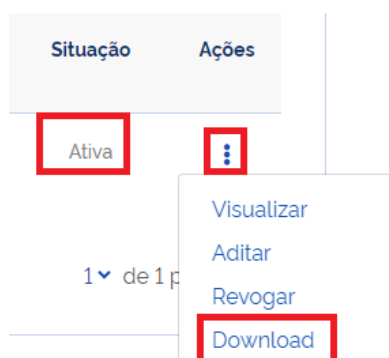 Situação Ações
Ativa
Visualizar
Aditar
1 de 1 p
Revogar
Download